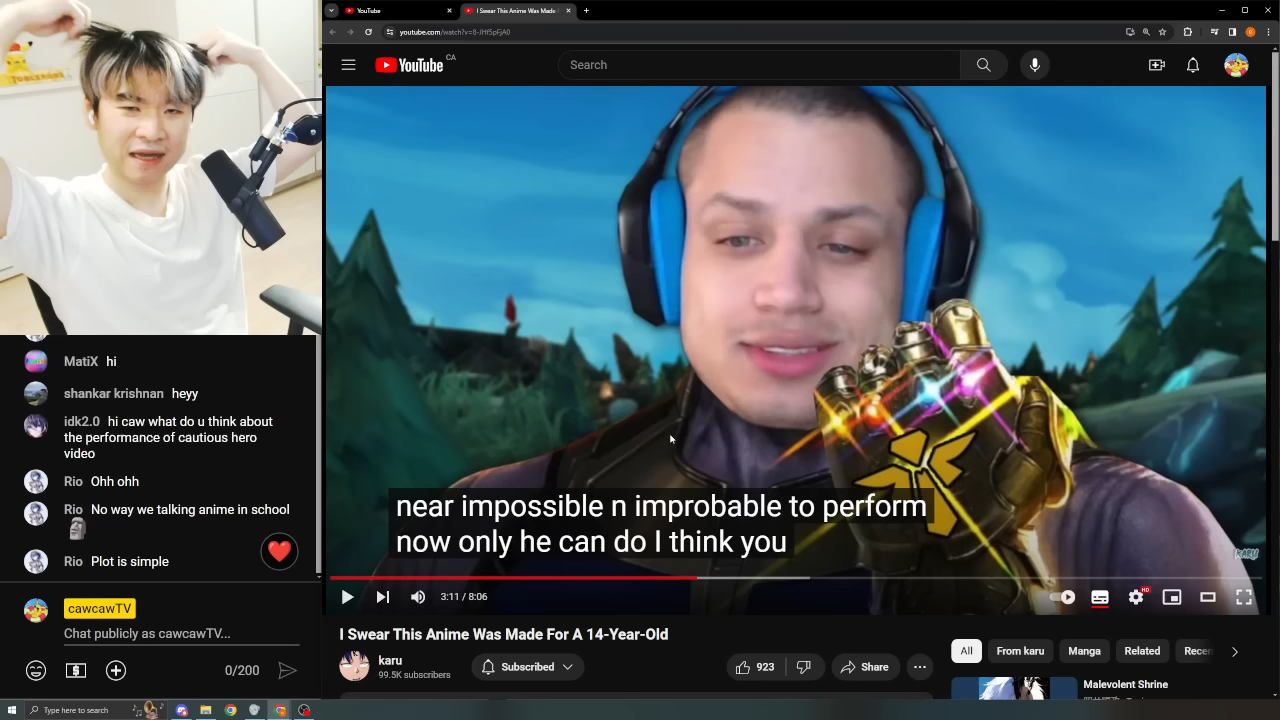 YouTube
I Swear This Anime Was Made
youtube.com/watch?v=8-JHf5pFjA0
YouTube CA
Search
near impossible n improbable to perform
now only he can do I think you
KARU
3:11 / 8:06
HD
I Swear This Anime Was Made For A 14-Year-Old
karu
99.5K subscribers
Subscribed
923
Share
All
From karu
Manga
Related
Recen
Malevolent Shrine
MatiX hi
shankar krishnan heyy
idk2.0 hi caw what do u think about
the performance of cautious hero
video
Rio Ohh ohh
Rio No way we talking anime in school
Rio Plot is simple
cawcawTV
Chat publicly as cawcawTV...
0/200
Type here to search